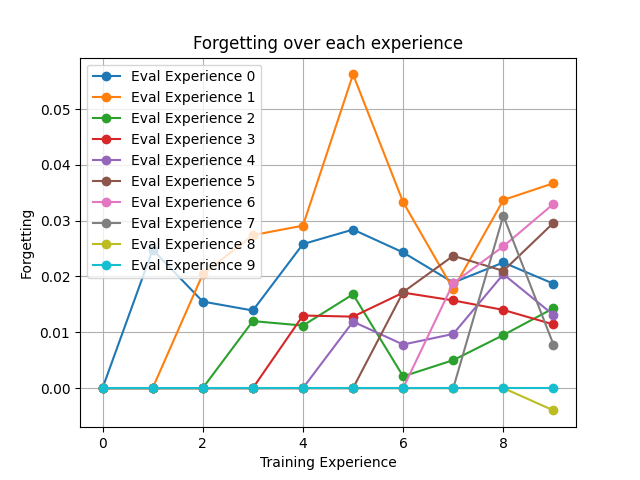 Forgetting over each experience
Eval Experience 0
Eval Experience 1
Eval Experience 2
Eval Experience 3
Eval Experience 4
Eval Experience 5
Eval Experience 6
Eval Experience 7
Eval Experience 8
Eval Experience 9
0.05
0.04
0.03
0.02
0.01
0.00
Forgetting
0 2 4 6 8
Training Experience